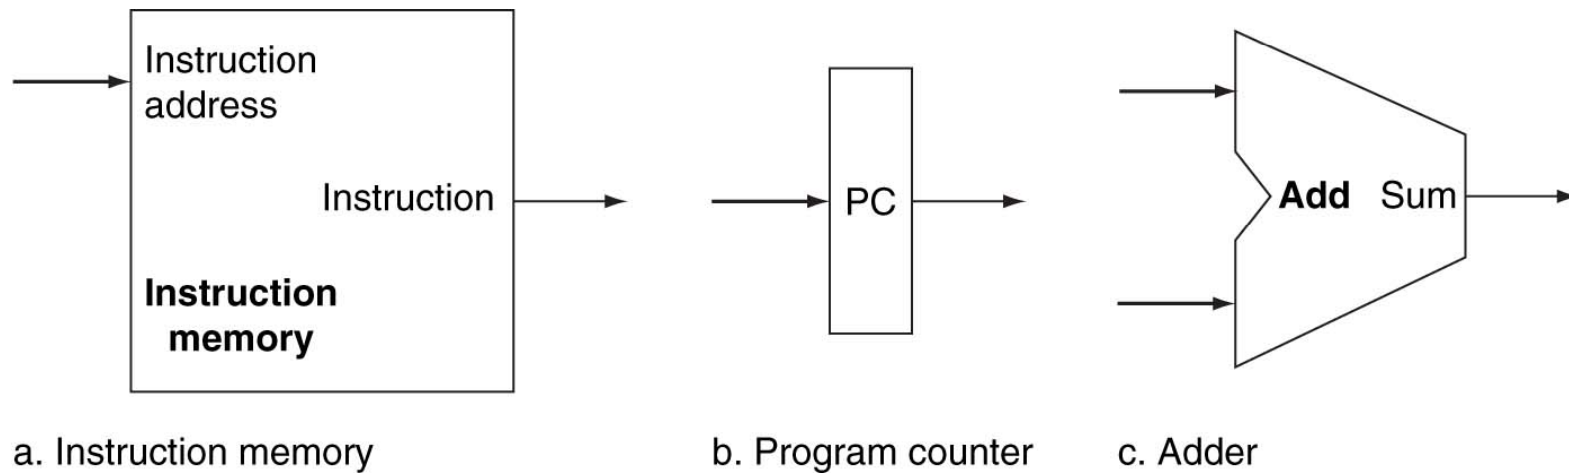 Instruction
address
Instruction
Instruction
memory
PC
Add Sum
a. Instruction memory
b. Program counter
c. Adder